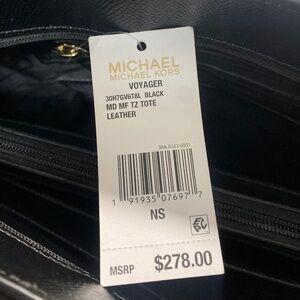 MICHAEL
MICHAEL KORS
VOYAGER
30H7GV6T8L BLACK
MD MF TZ TOTE
LEATHER
1 91935 07697 7
NS
MSRP $278.00